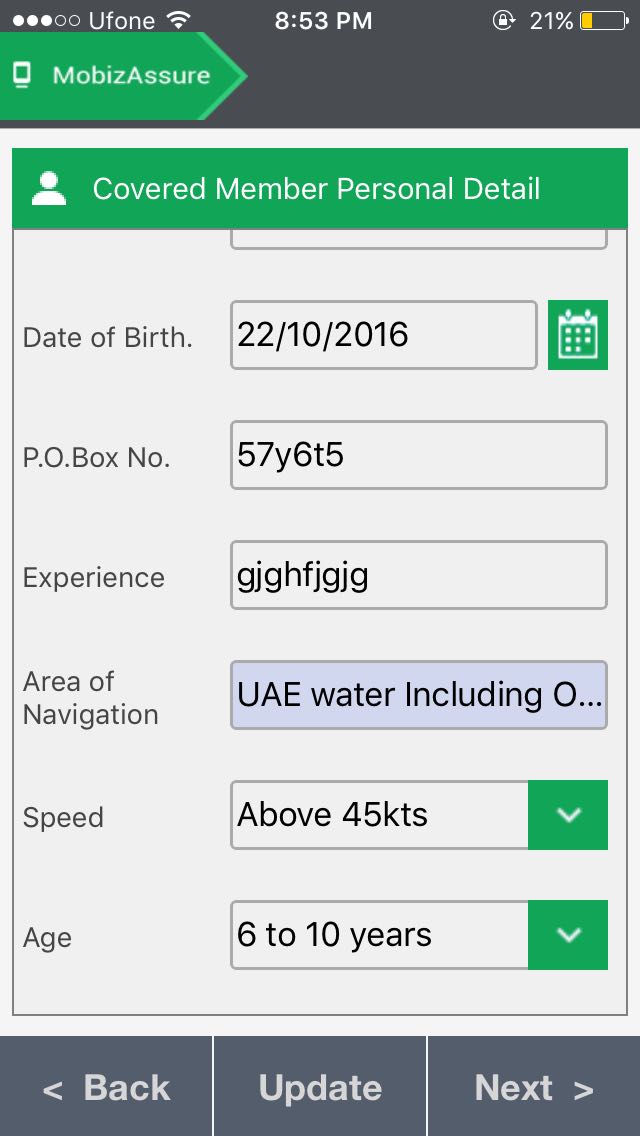 Ufone 8:53 PM 21%
MobizAssure
Covered Member Personal Detail
Date of Birth. 22/10/2016
P.O.Box No. 57y6t5
Experience gjghfjgjg
Area of
Navigation
UAE water Including O...
Speed Above 45kts
Age 6 to 10 years
< Back Update Next >